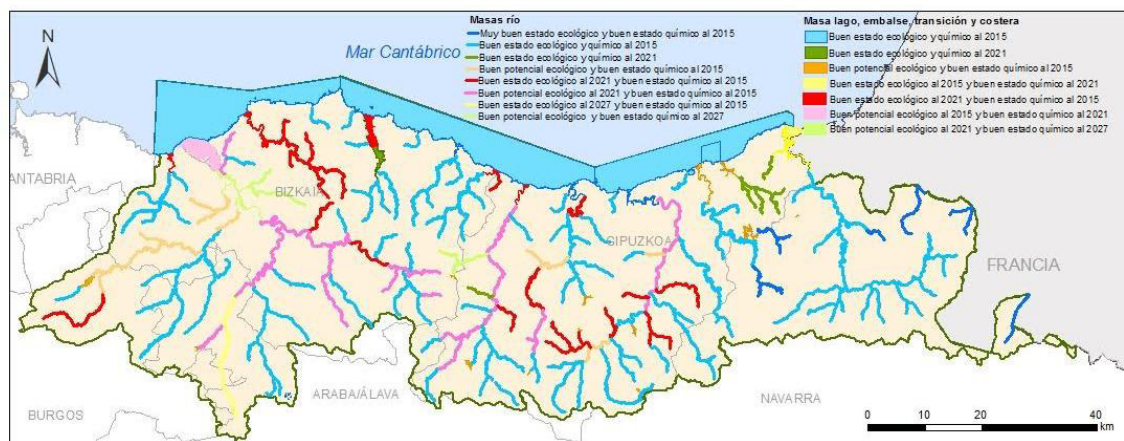 Masas río
Muy buen estado ecológico y buen estado químico al 2015
Buen estado ecológico y químico al 2015
Buen estado ecológico y químico al 2021
Buen potencial ecológico y buen estado químico al 2015
Buen estado ecológico al 2021 y buen estado químico al 2015
Buen potencial ecológico al 2021 y buen estado químico al 2015
Buen estado ecológico al 2027 y buen estado químico al 2015
Buen potencial ecológico y buen estado químico al 2027
Masa lago, embalse, transición y costera
Buen estado ecológico y químico al 2015
Buen estado ecológico al 2021
Buen potencial ecológico y buen estado químico al 2015
Buen estado ecológico al 2015 y buen estado químico al 2021
Buen estado ecológico al 2021 y buen estado químico al 2015
Buen potencial ecológico al 2015 y buen estado químico al 2021
Buen potencial ecológico al 2021 y buen estado químico al 2027
N
Mar Cantábrico
ANTABRIA
BIZKAIA
GIPUZKOA
FRANCIA
ARABA/ÁLAVA
NAVARRA
BURGOS
0 10 20 40
km